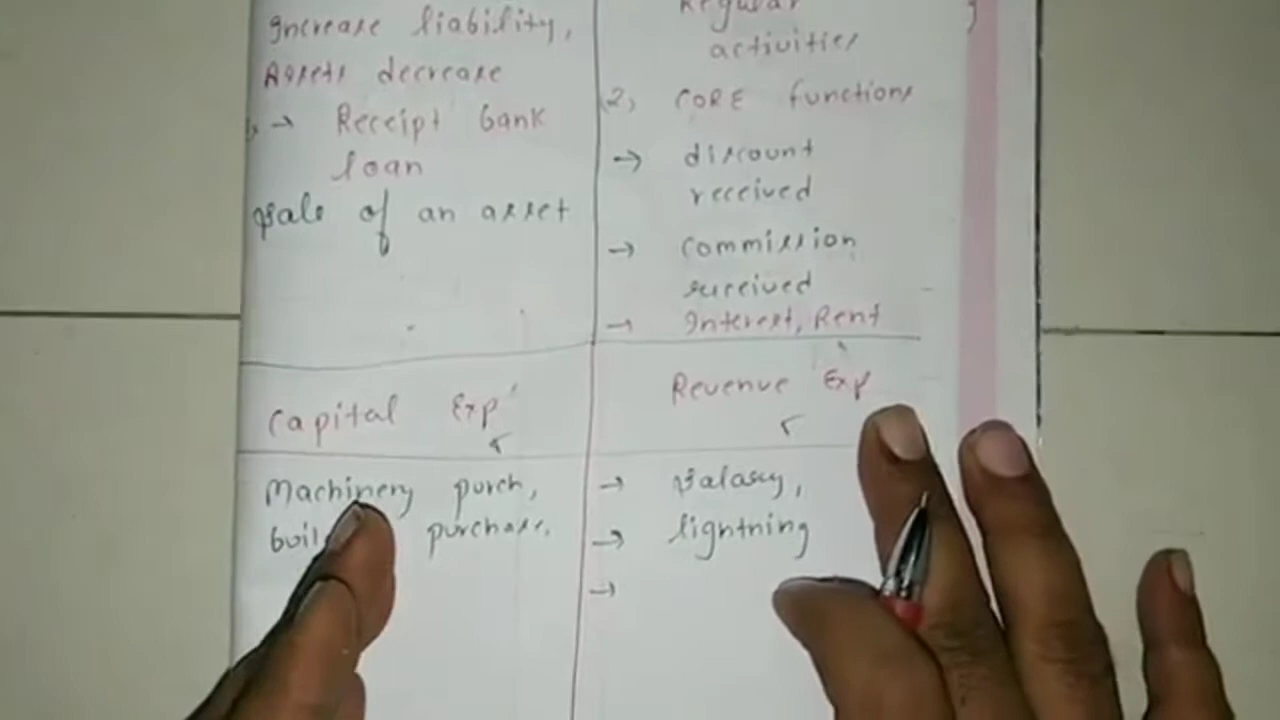 Increase liability,
Assets decrease
→ Receipt bank
loan
sale of an asset
Regular
activities
2, CORE functions
→ discount
received
→ Commission
received
→ Interest, Rent
Capital Exp
Revenue Exp
Machinery purch,
purchase.
→ Salary,
→ lightning
→